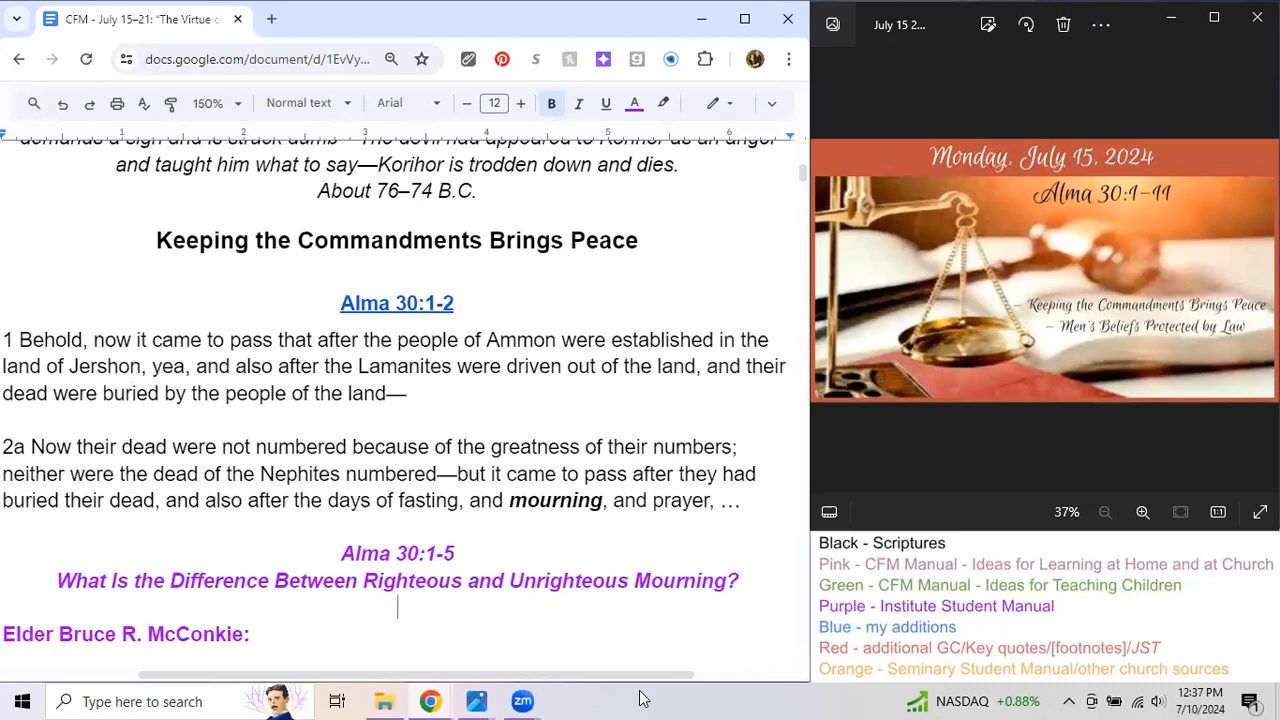 CFM - July 15–21: “The Virtue o
docs.google.com/document/d/1EvVy...
150%
Normal text
Arial
12
B
I
U
A
1
2
3
4
5
6
and taught him what to say—Korihor is trodden down and dies.
About 76–74 B.C.
Keeping the Commandments Brings Peace
Alma 30:1-2
1 Behold, now it came to pass that after the people of Ammon were established in the
land of Jershon, yea, and also after the Lamanites were driven out of the land, and their
dead were buried by the people of the land—
2a Now their dead were not numbered because of the greatness of their numbers;
neither were the dead of the Nephites numbered—but it came to pass after they had
buried their dead, and also after the days of fasting, and mourning, and prayer, …
Alma 30:1-5
What Is the Difference Between Righteous and Unrighteous Mourning?
Elder Bruce R. McConkie:
July 15 2...
Monday, July 15, 2024
Alma 30:1-11
- Keeping the Commandments Brings Peace
- Men's Beliefs Protected by Law
37%
1:1
Black - Scriptures
Pink - CFM Manual - Ideas for Learning at Home and at Church
Green - CFM Manual - Ideas for Teaching Children
Purple - Institute Student Manual
Blue - my additions
Red - additional GC/Key quotes/[footnotes]/JST
Orange - Seminary Student Manual/other church sources
Type here to search
zm
NASDAQ +0.88%
12:37 PM
7/10/2024
1